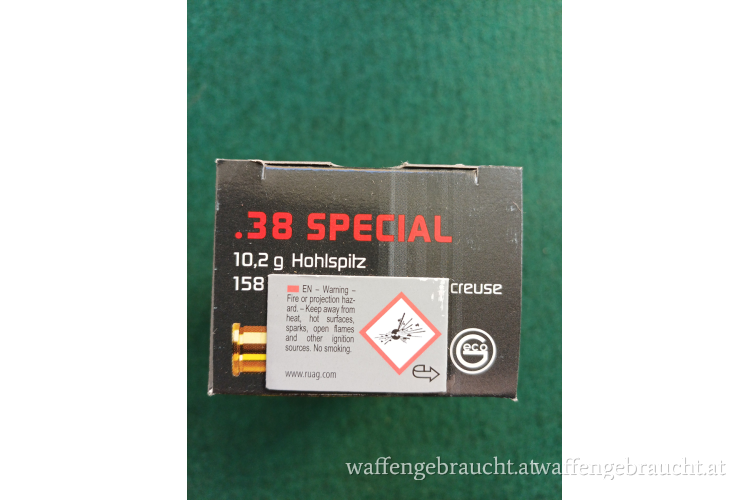 .38 SPECIAL
10,2 g Hohlspitz
158 creuse
EN – Warning –
Fire or projection haz-
ard. – Keep away from
heat, hot surfaces,
sparks, open flames
and other ignition
sources. No smoking.
www.ruag.com
Geco
waffengebraucht.atwaffengebraucht.at